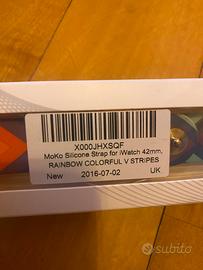 X000JHXSQF
MoKo Silicone Strap for iWatch 42mm,
RAINBOW COLORFUL V STRIPES
New 2016-07-02 UK
subito